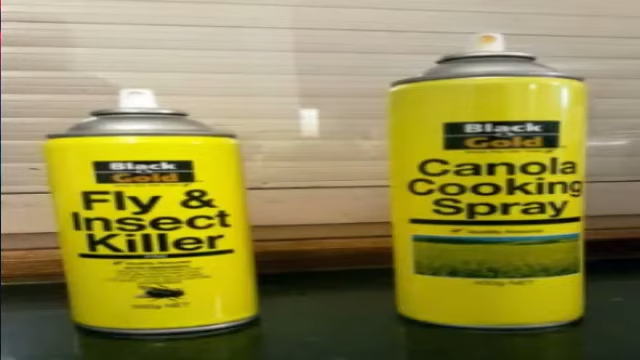 Black
Gold
Fly &
Insect
Killer
Black
Gold
Canola
Cooking
Spray